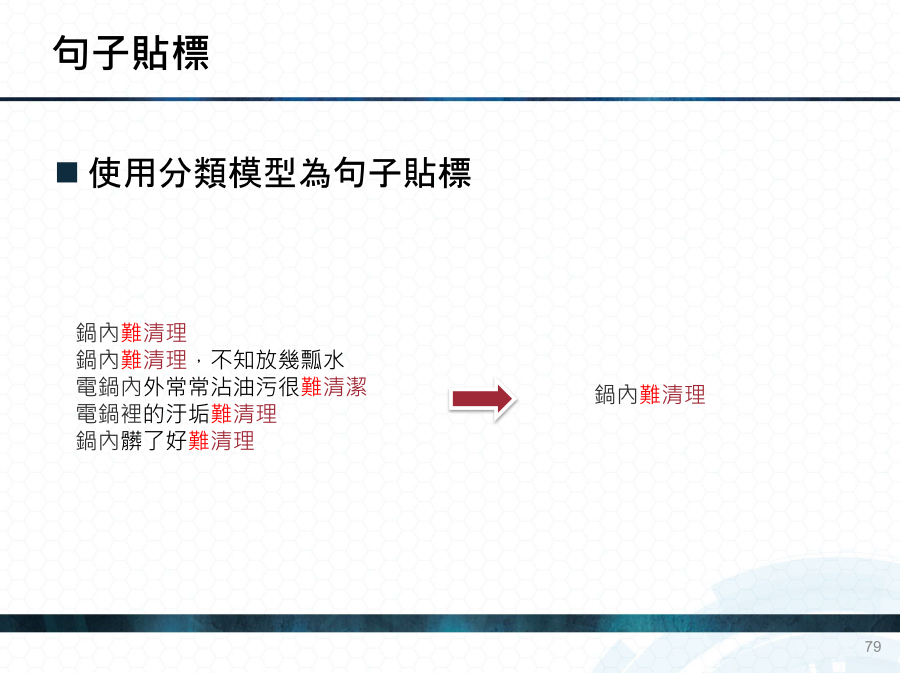 句子貼標
使用分類模型為句子貼標
鍋內難清理
鍋內難清理，不知放幾瓢水
電鍋內外常常沾油污很難清潔
電鍋裡的汙垢難清理
鍋內髒了好難清理
鍋內難清理
79